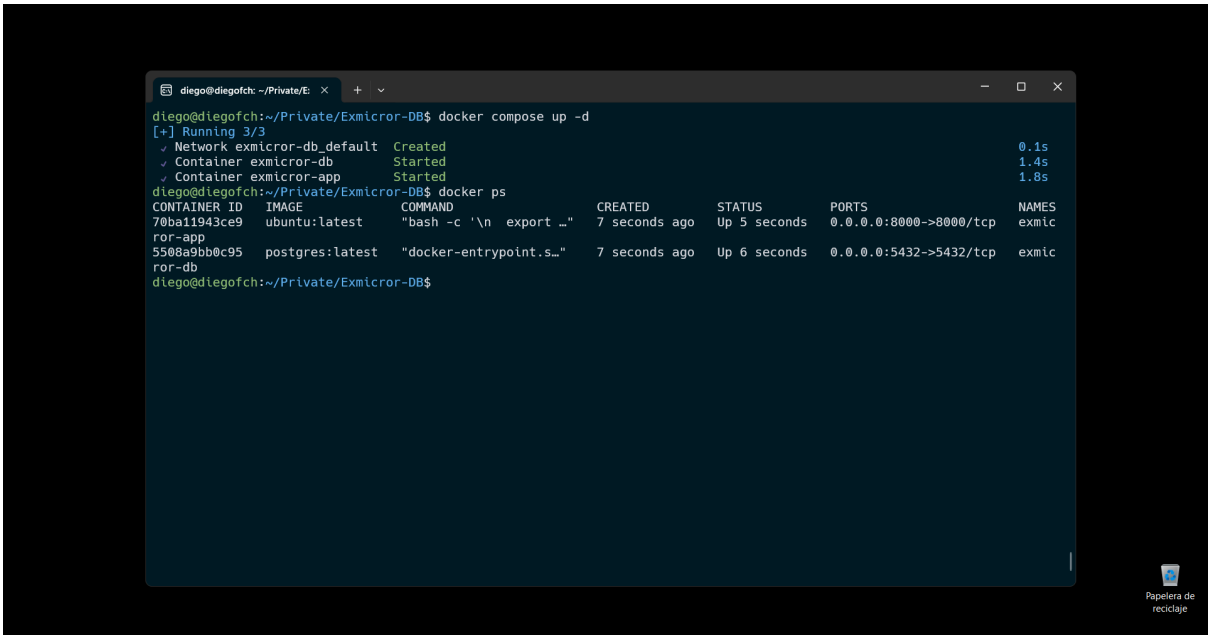 diego@diegofch: ~/Private/E:
diego@diegofch:~/Private/Exmicror-DB$ docker compose up -d
[+] Running 3/3
✓ Network exmicror-db_default  Created  0.1s
✓ Container exmicror-db  Started  1.4s
✓ Container exmicror-app  Started  1.8s
diego@diegofch:~/Private/Exmicror-DB$ docker ps
CONTAINER ID   IMAGE             COMMAND                  CREATED         STATUS         PORTS                    NAMES
70ba11943ce9   ubuntu:latest     "bash -c '\n  export …"   7 seconds ago   Up 5 seconds   0.0.0.0:8000->8000/tcp   exmic
ror-app
5508a9bb0c95   postgres:latest   "docker-entrypoint.s…"   7 seconds ago   Up 6 seconds   0.0.0.0:5432->5432/tcp   exmic
ror-db
diego@diegofch:~/Private/Exmicror-DB$
Papelera de
reciclaje